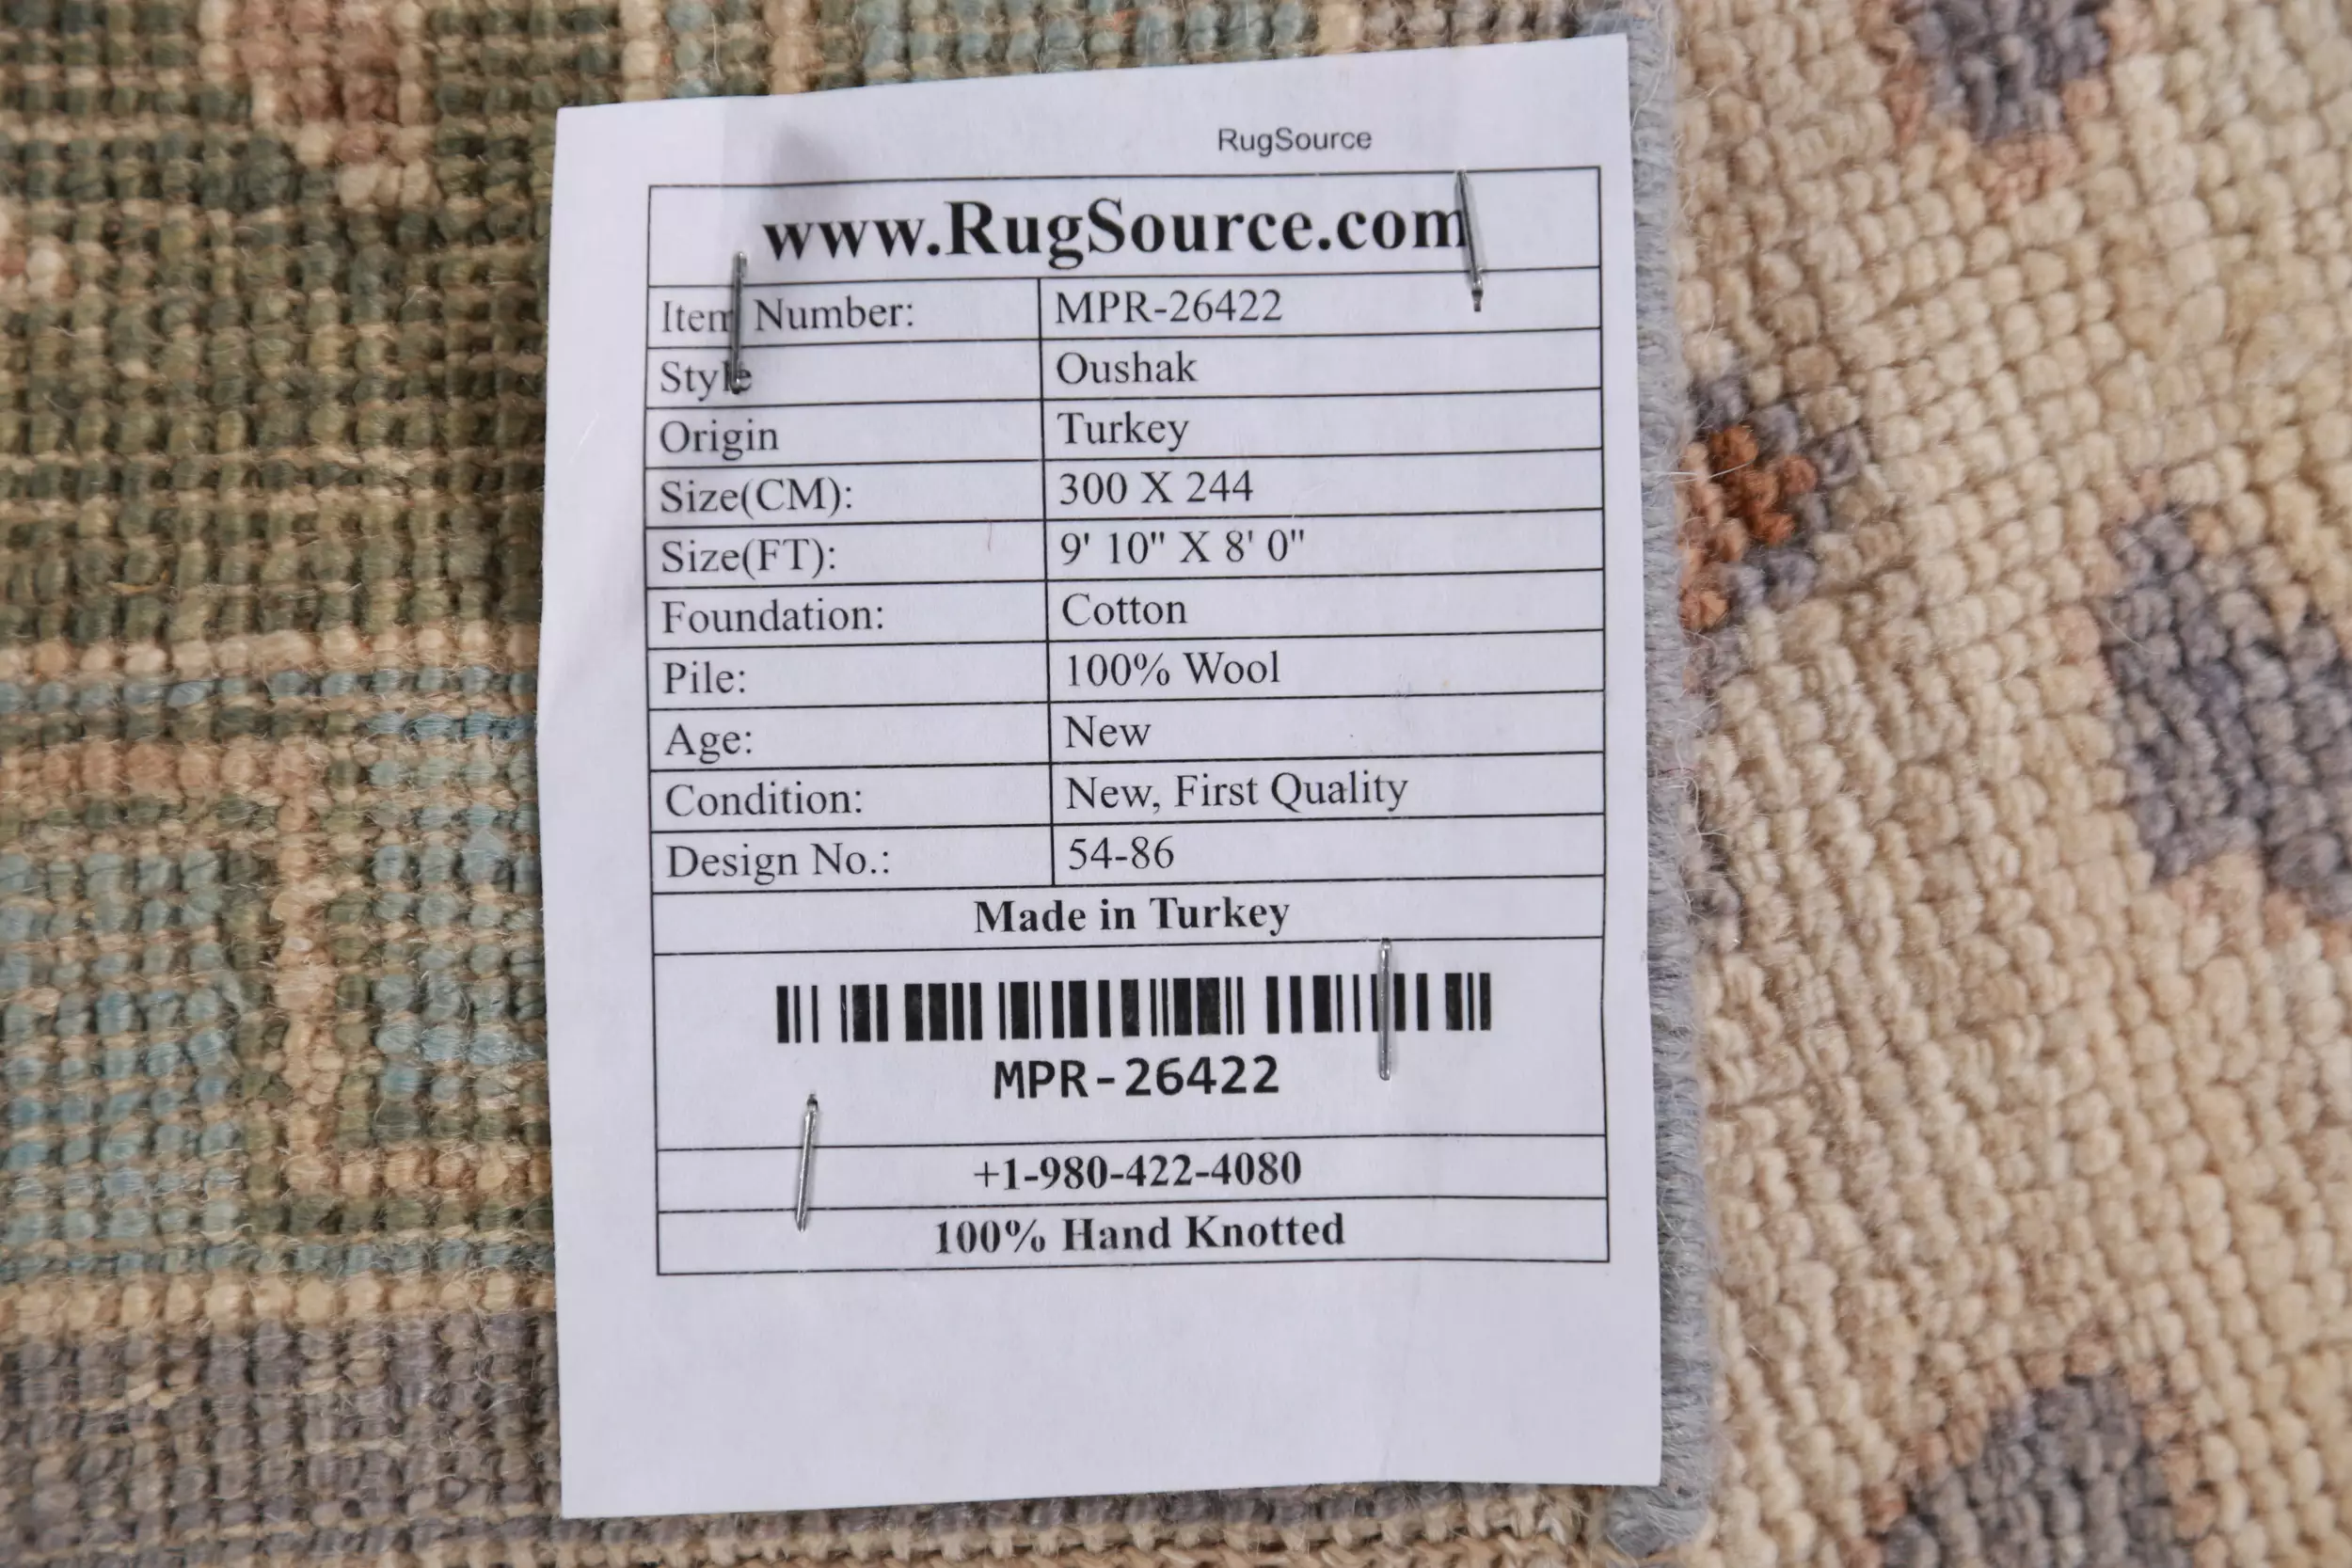 RugSource
www.RugSource.com
Item Number: MPR-26422
Style Oushak
Origin Turkey
Size(CM): 300 X 244
Size(FT): 9' 10" X 8' 0"
Foundation: Cotton
Pile: 100% Wool
Age: New
Condition: New, First Quality
Design No.: 54-86
Made in Turkey
MPR-26422
+1-980-422-4080
100% Hand Knotted